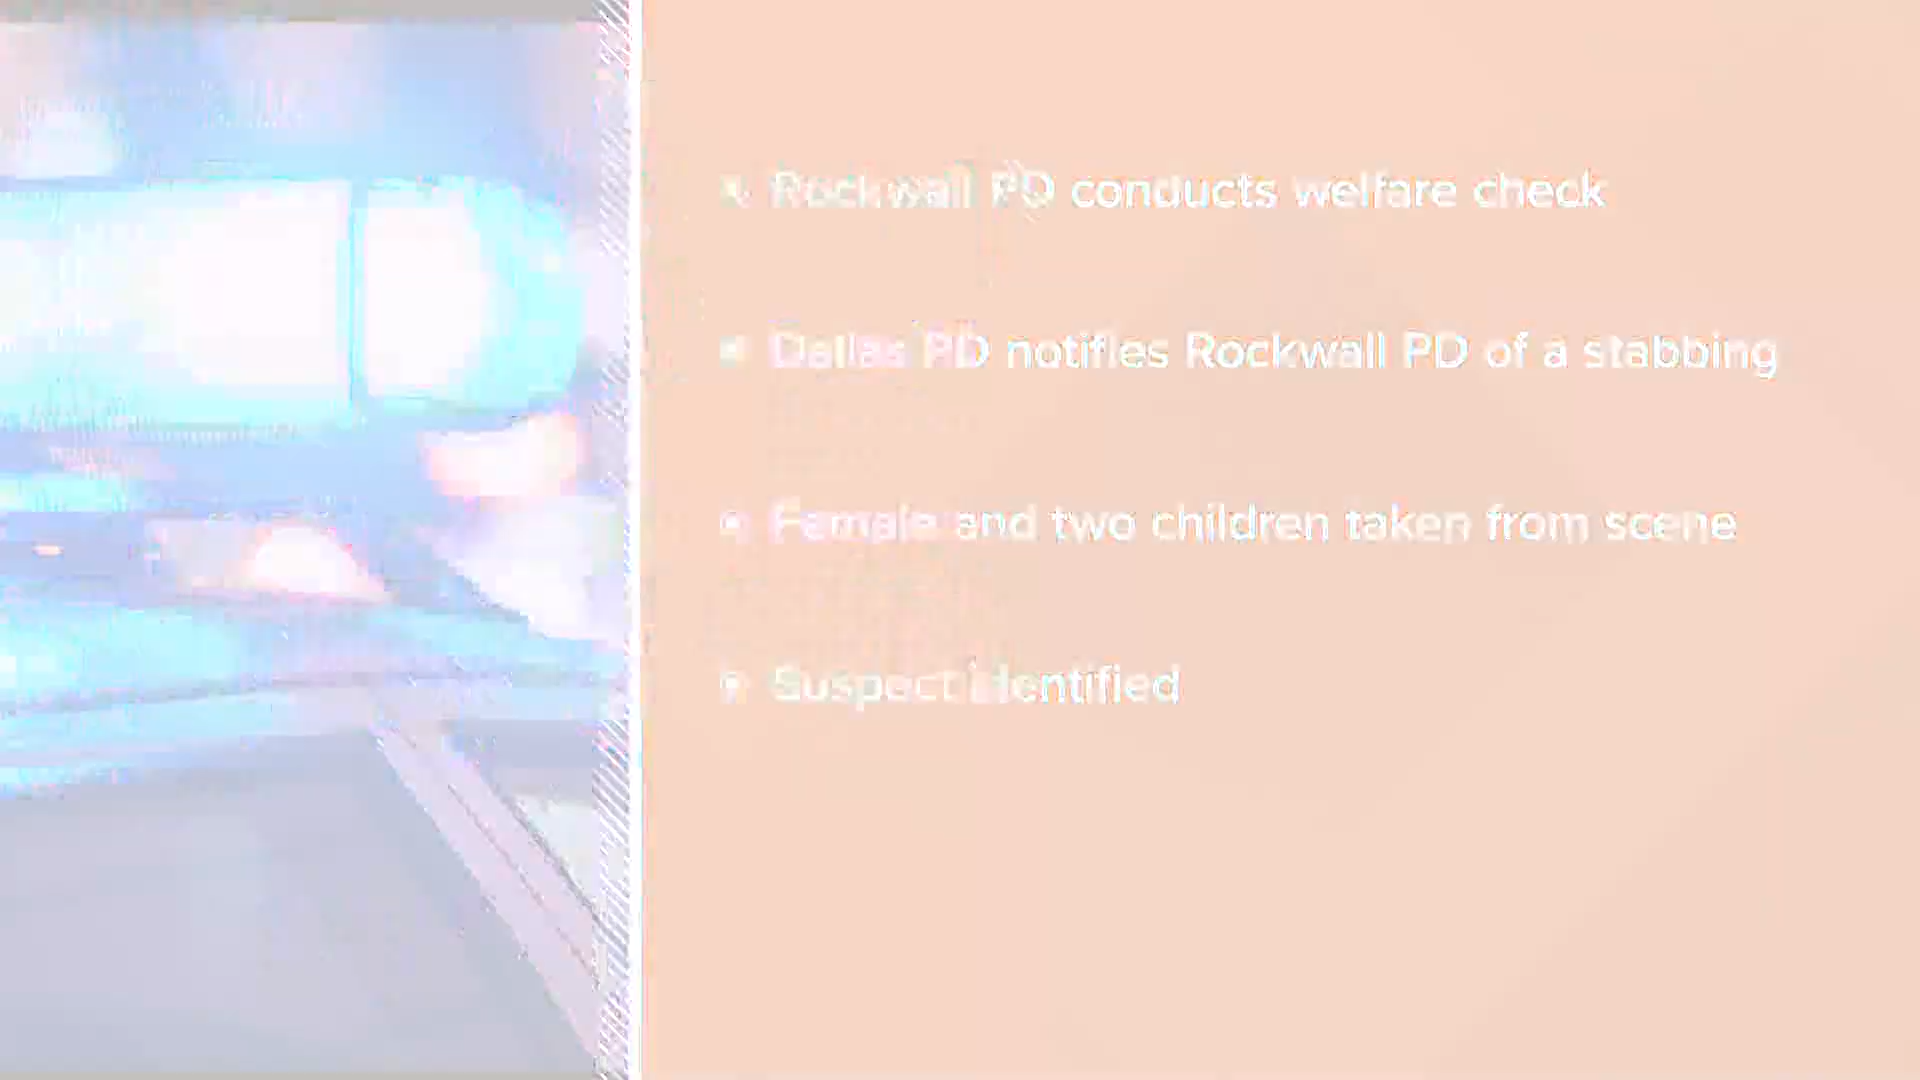 • Rockwall PD conducts welfare check
• Dallas PD notifies Rockwall PD of a stabbing
• Female and two children taken from scene
• Suspect identified